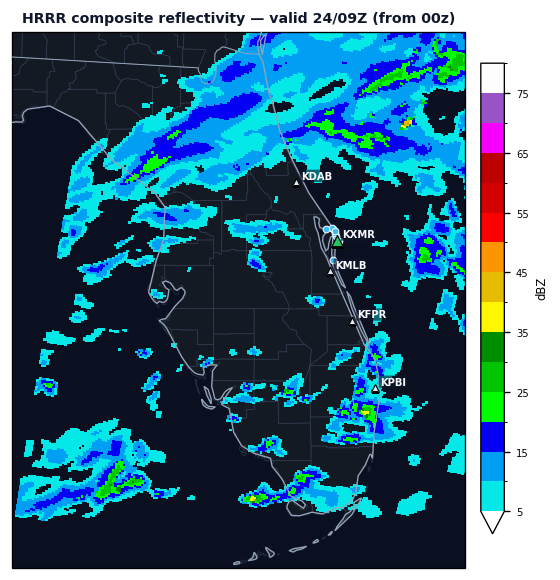 HRRR composite reflectivity — valid 24/09Z (from 00z)
KDAB
KXMR
KMLB
KFPR
KPBI
75
65
55
45
35
25
15
5
dBZ